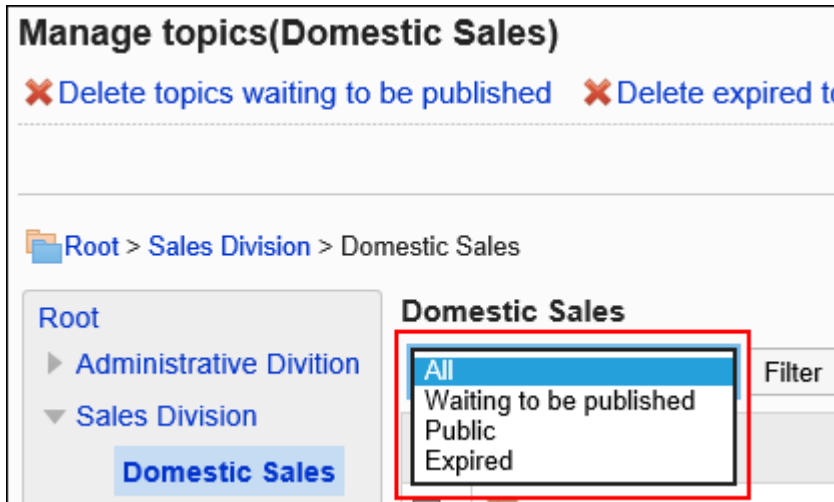 Manage topics(Domestic Sales)
Delete topics waiting to be published Delete expired
Root > Sales Division > Domestic Sales
Root
Administrative Divition
Sales Division
Domestic Sales
Domestic Sales
All
Waiting to be published
Public
Expired
Filter